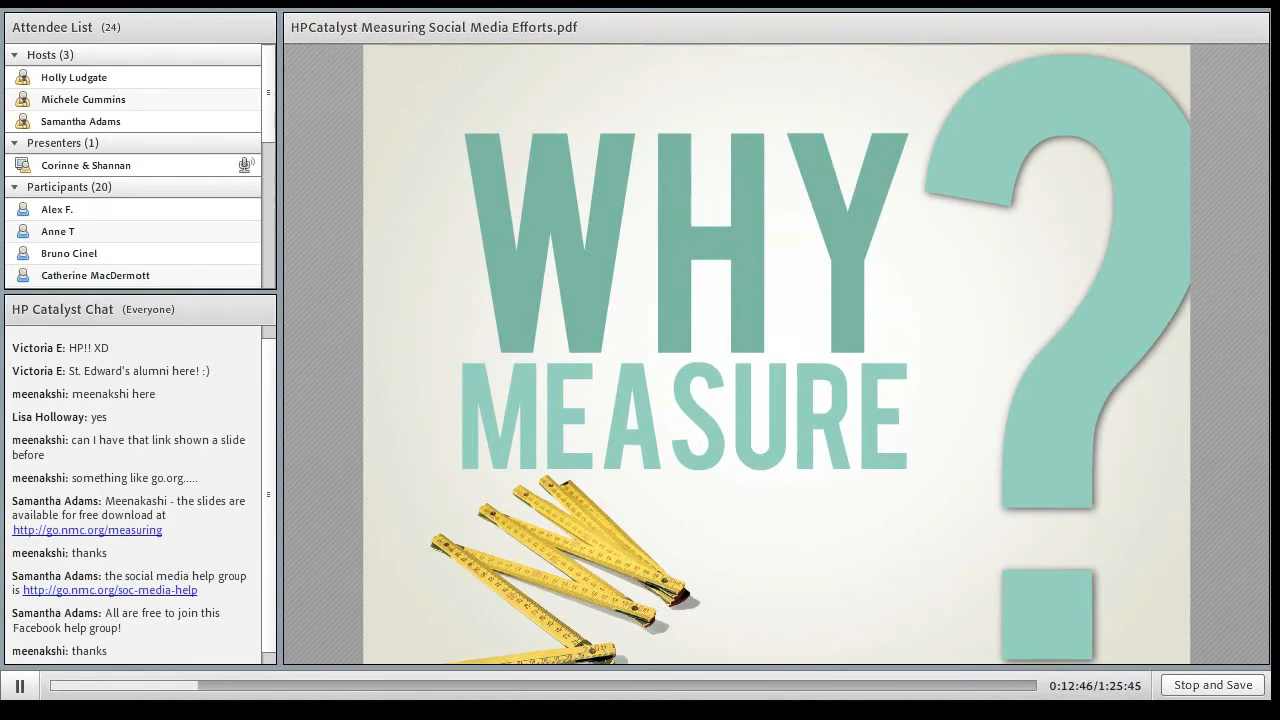 Attendee List (24)
Hosts (3)
Holly Ludgate
Michele Cummins
Samantha Adams
Presenters (1)
Corinne & Shannan
Participants (20)
Alex F.
Anne T
Bruno Cinel
Catherine MacDermott
HP Catalyst Chat (Everyone)
Victoria E: HP!! XD
Victoria E: St. Edward's alumni here! :)
meenakshi: meenakshi here
Lisa Holloway: yes
meenakshi: can I have that link shown a slide
before
meenakshi: something like go.org.....
Samantha Adams: Meenakashi - the slides are
available for free download at
http://go.nmc.org/measuring
meenakshi: thanks
Samantha Adams: the social media help group
is http://go.nmc.org/soc-media-help
Samantha Adams: All are free to join this
Facebook help group!
meenakshi: thanks
HPCatalyst Measuring Social Media Efforts.pdf
WHY
MEASURE
?
0:12:46/1:25:45
Stop and Save